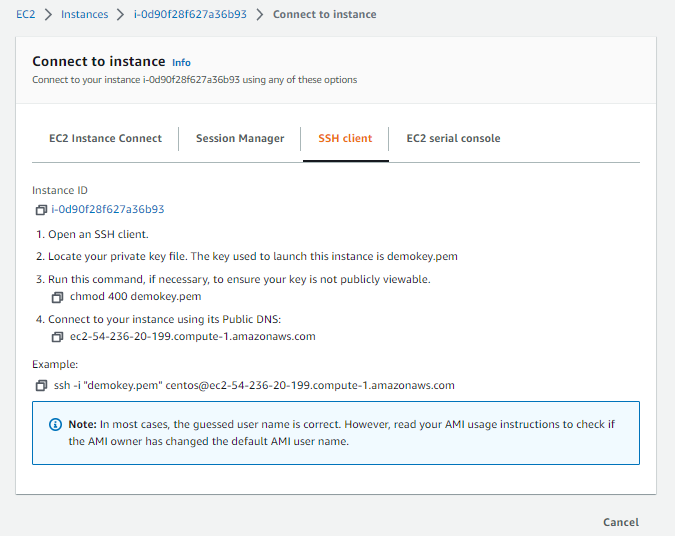 EC2 > Instances > i-0d90f28f627a36b93 > Connect to instance
Connect to instance Info
Connect to your instance i-0d90f28f627a36b93 using any of these options
EC2 Instance Connect Session Manager SSH client EC2 serial console
Instance ID
i-0d90f28f627a36b93
1. Open an SSH client.
2. Locate your private key file. The key used to launch this instance is demokey.pem
3. Run this command, if necessary, to ensure your key is not publicly viewable.
chmod 400 demokey.pem
4. Connect to your instance using its Public DNS:
ec2-54-236-20-199.compute-1.amazonaws.com
Example:
ssh -i "demokey.pem" centos@ec2-54-236-20-199.compute-1.amazonaws.com
Note: In most cases, the guessed user name is correct. However, read your AMI usage instructions to check if
the AMI owner has changed the default AMI user name.
Cancel